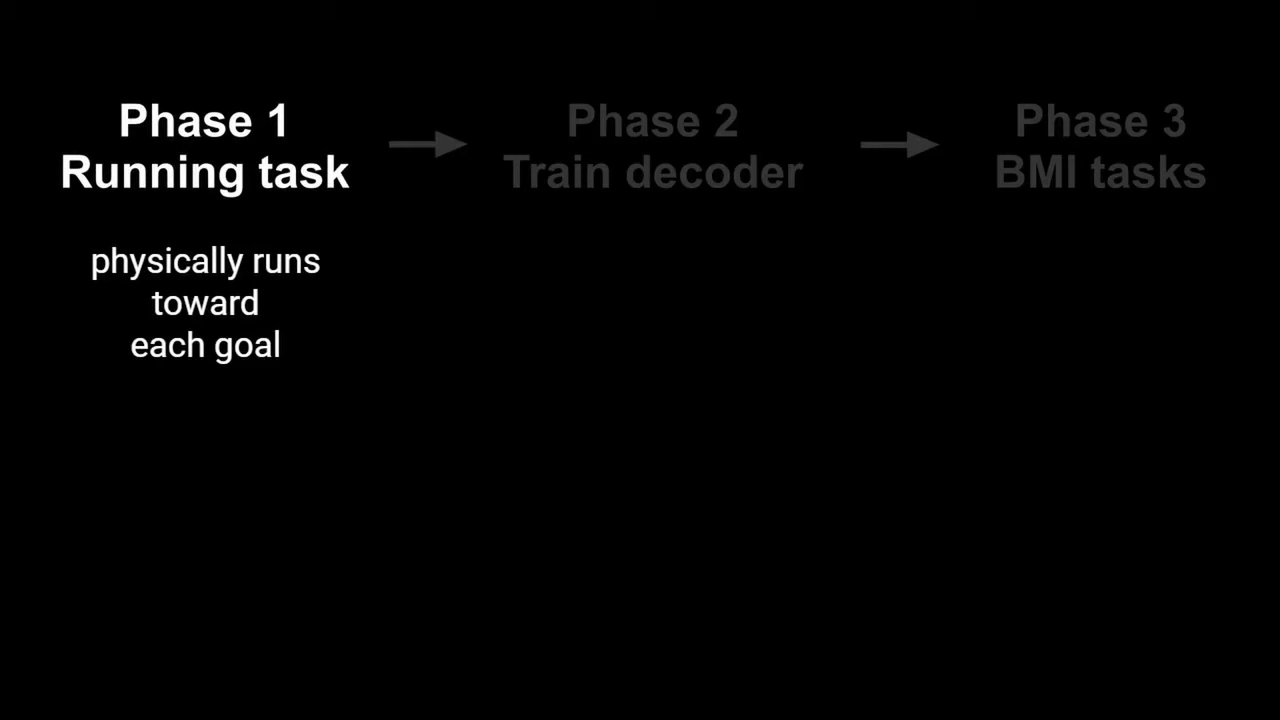 Phase 1
Running task
physically runs
toward
each goal
Phase 2
Train decoder
Phase 3
BMI tasks